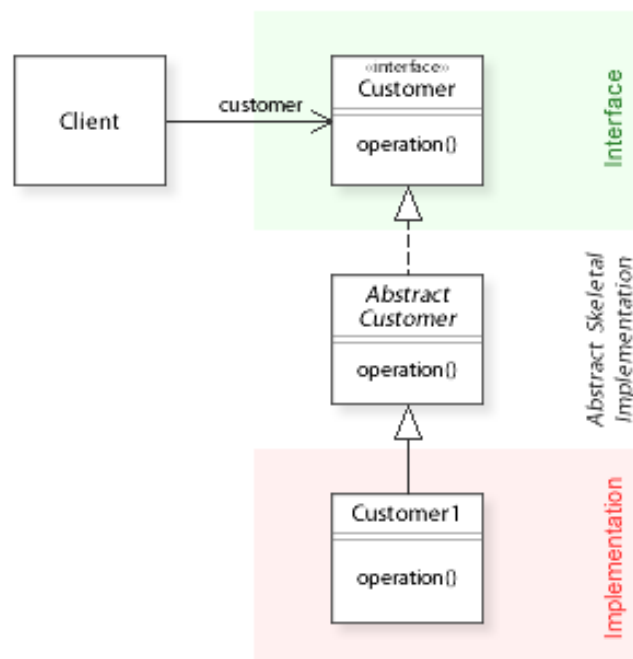 Client
customer
«interface»
Customer
operation()
Interface
Abstract
Customer
operation()
Abstract Skeletal
Implementation
Customer1
operation()
Implementation